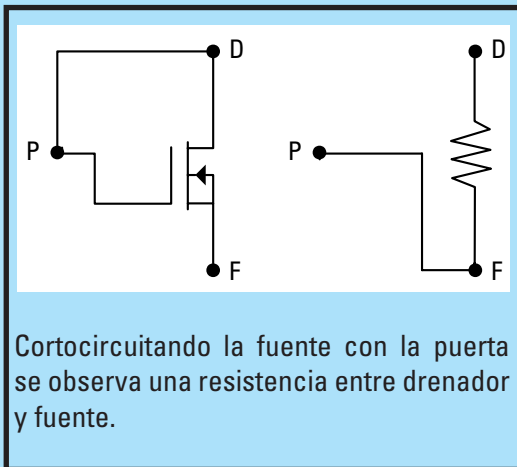 D D
P P
F F
Cortocircuitando la fuente con la puerta
se observa una resistencia entre drenador
y fuente.